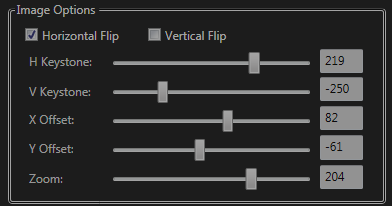 Image Options
Horizontal Flip Vertical Flip
H Keystone: 219
V Keystone: -250
X Offset: 82
Y Offset: -61
Zoom: 204